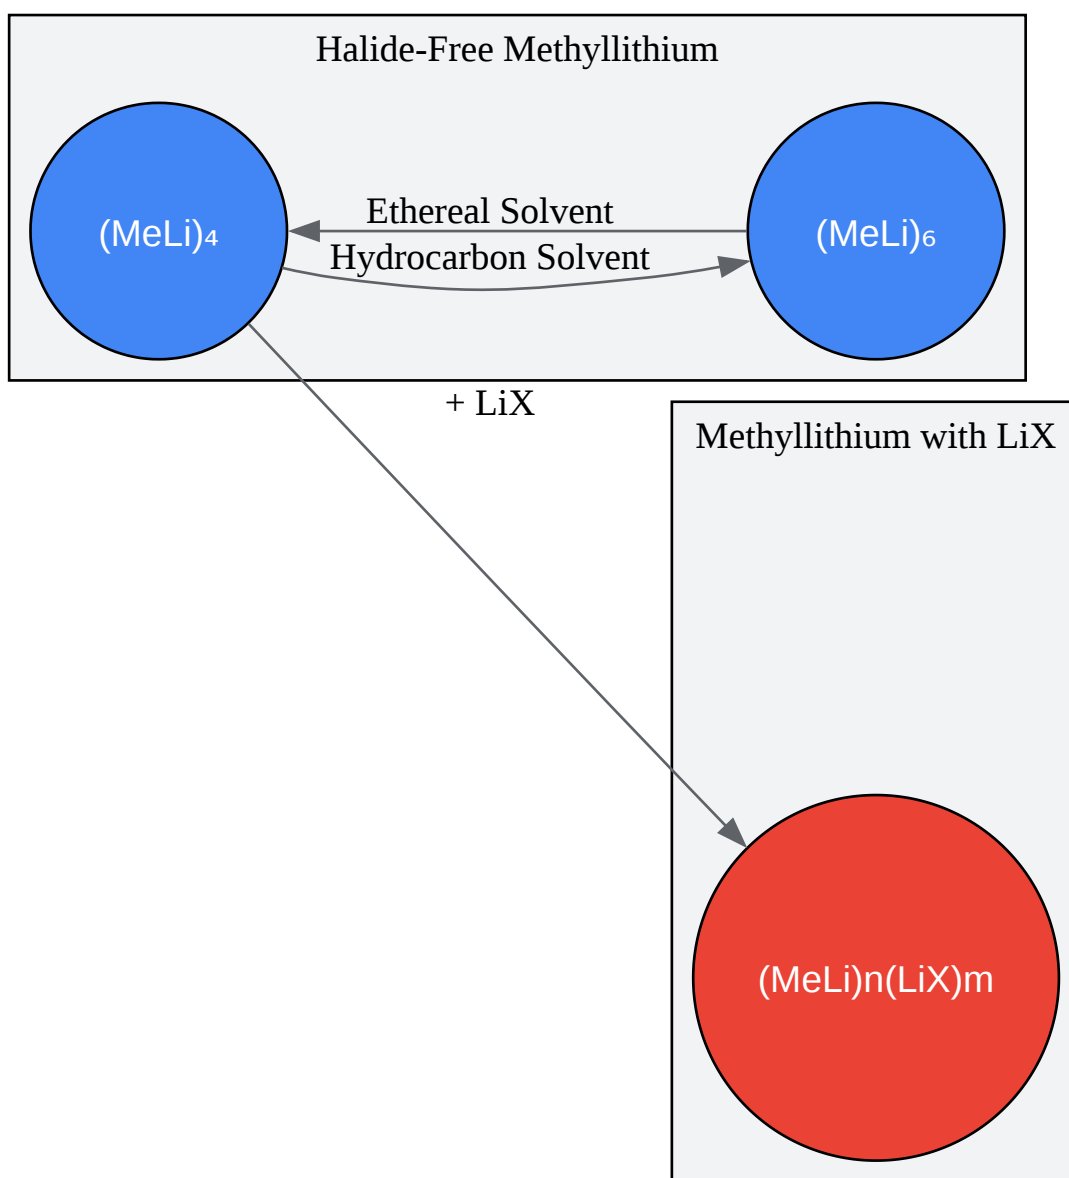 Halide-Free Methyllithium
(MeLi)₄
Ethereal Solvent
Hydrocarbon Solvent
(MeLi)₆
+ LiX
Methyllithium with LiX
(MeLi)n(LiX)m